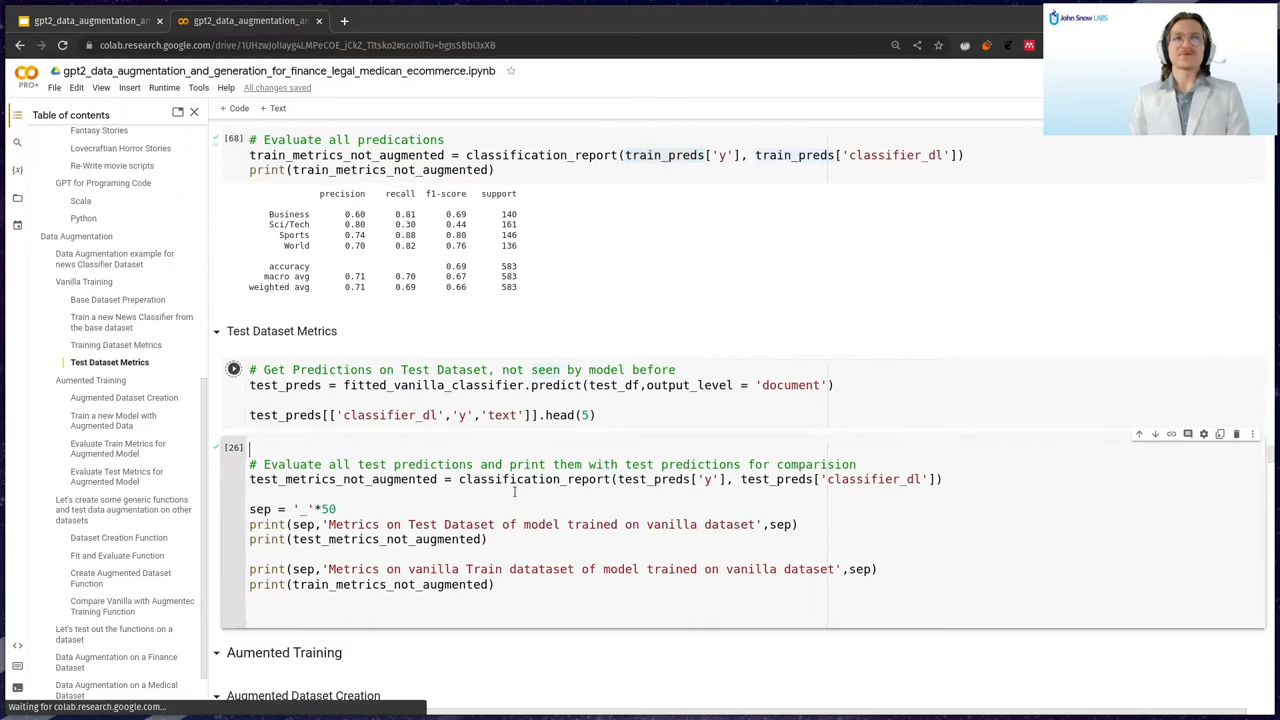 gpt2_data_augmentation_an
gpt2_data_augmentation_an
colab.research.google.com
John Snow LABS
PRO+
gpt2_data_augmentation_and_generation_for_finance_legal_medican_ecommerce.ipynb
File Edit View Insert Runtime Tools Help All changes saved
Table of contents
+ Code + Text
Fantasy Stories
Lovecraftian Horror Stories
Re-Write movie scripts
GPT for Programing Code
Scala
Python
Data Augmentation
Data Augmentation example for
news Classifier Dataset
Vanilla Training
Base Dataset Preperation
Train a new News Classifier from
the base dataset
Training Dataset Metrics
Test Dataset Metrics
Aumented Training
Augmented Dataset Creation
Train a new Model with
Augmented Data
Evaluate Train Metrics for
Augmented Model
Evaluate Test Metrics for
Augmented Model
Let's create some generic functions
and test data augmentation on other
datasets
Dataset Creation Function
Fit and Evaluate Function
Create Augmented Dataset
Function
Compare Vanilla with Augmentec
Training Function
Let's test out the functions on a
dataset
Data Augmentation on a Finance
Dataset
Data Augmentation on a Medical
Dataset
Waiting for colab.research.google.com...
[68] # Evaluate all predications
train_metrics_not_augmented = classification_report(train_preds['y'], train_preds['classifier_dl'])
print(train_metrics_not_augmented)
precision recall f1-score support
Business 0.60 0.81 0.69 140
Sci/Tech 0.80 0.30 0.44 161
Sports 0.74 0.88 0.80 146
World 0.70 0.82 0.76 136
accuracy 0.69 583
macro avg 0.71 0.70 0.67 583
weighted avg 0.71 0.69 0.66 583
Test Dataset Metrics
# Get Predictions on Test Dataset, not seen by model before
test_preds = fitted_vanilla_classifier.predict(test_df,output_level = 'document')
test_preds[['classifier_dl','y','text']].head(5)
[26]
# Evaluate all test predictions and print them with test predictions for comparision
test_metrics_not_augmented = classification_report(test_preds['y'], test_preds['classifier_dl'])
sep = '_'*50
print(sep,'Metrics on Test Dataset of model trained on vanilla dataset',sep)
print(test_metrics_not_augmented)
print(sep,'Metrics on vanilla Train datataset of model trained on vanilla dataset',sep)
print(train_metrics_not_augmented)
Aumented Training
Augmented Dataset Creation